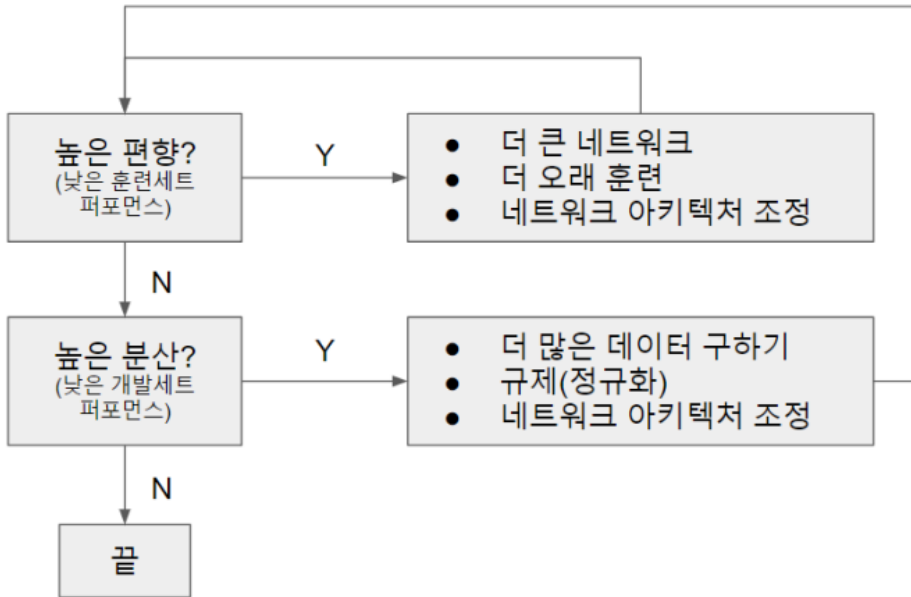 높은 편향?
(낮은 훈련세트
퍼포먼스)
Y
● 더 큰 네트워크
● 더 오래 훈련
● 네트워크 아키텍처 조정
N
높은 분산?
(낮은 개발세트
퍼포먼스)
Y
● 더 많은 데이터 구하기
● 규제(정규화)
● 네트워크 아키텍처 조정
N
끝